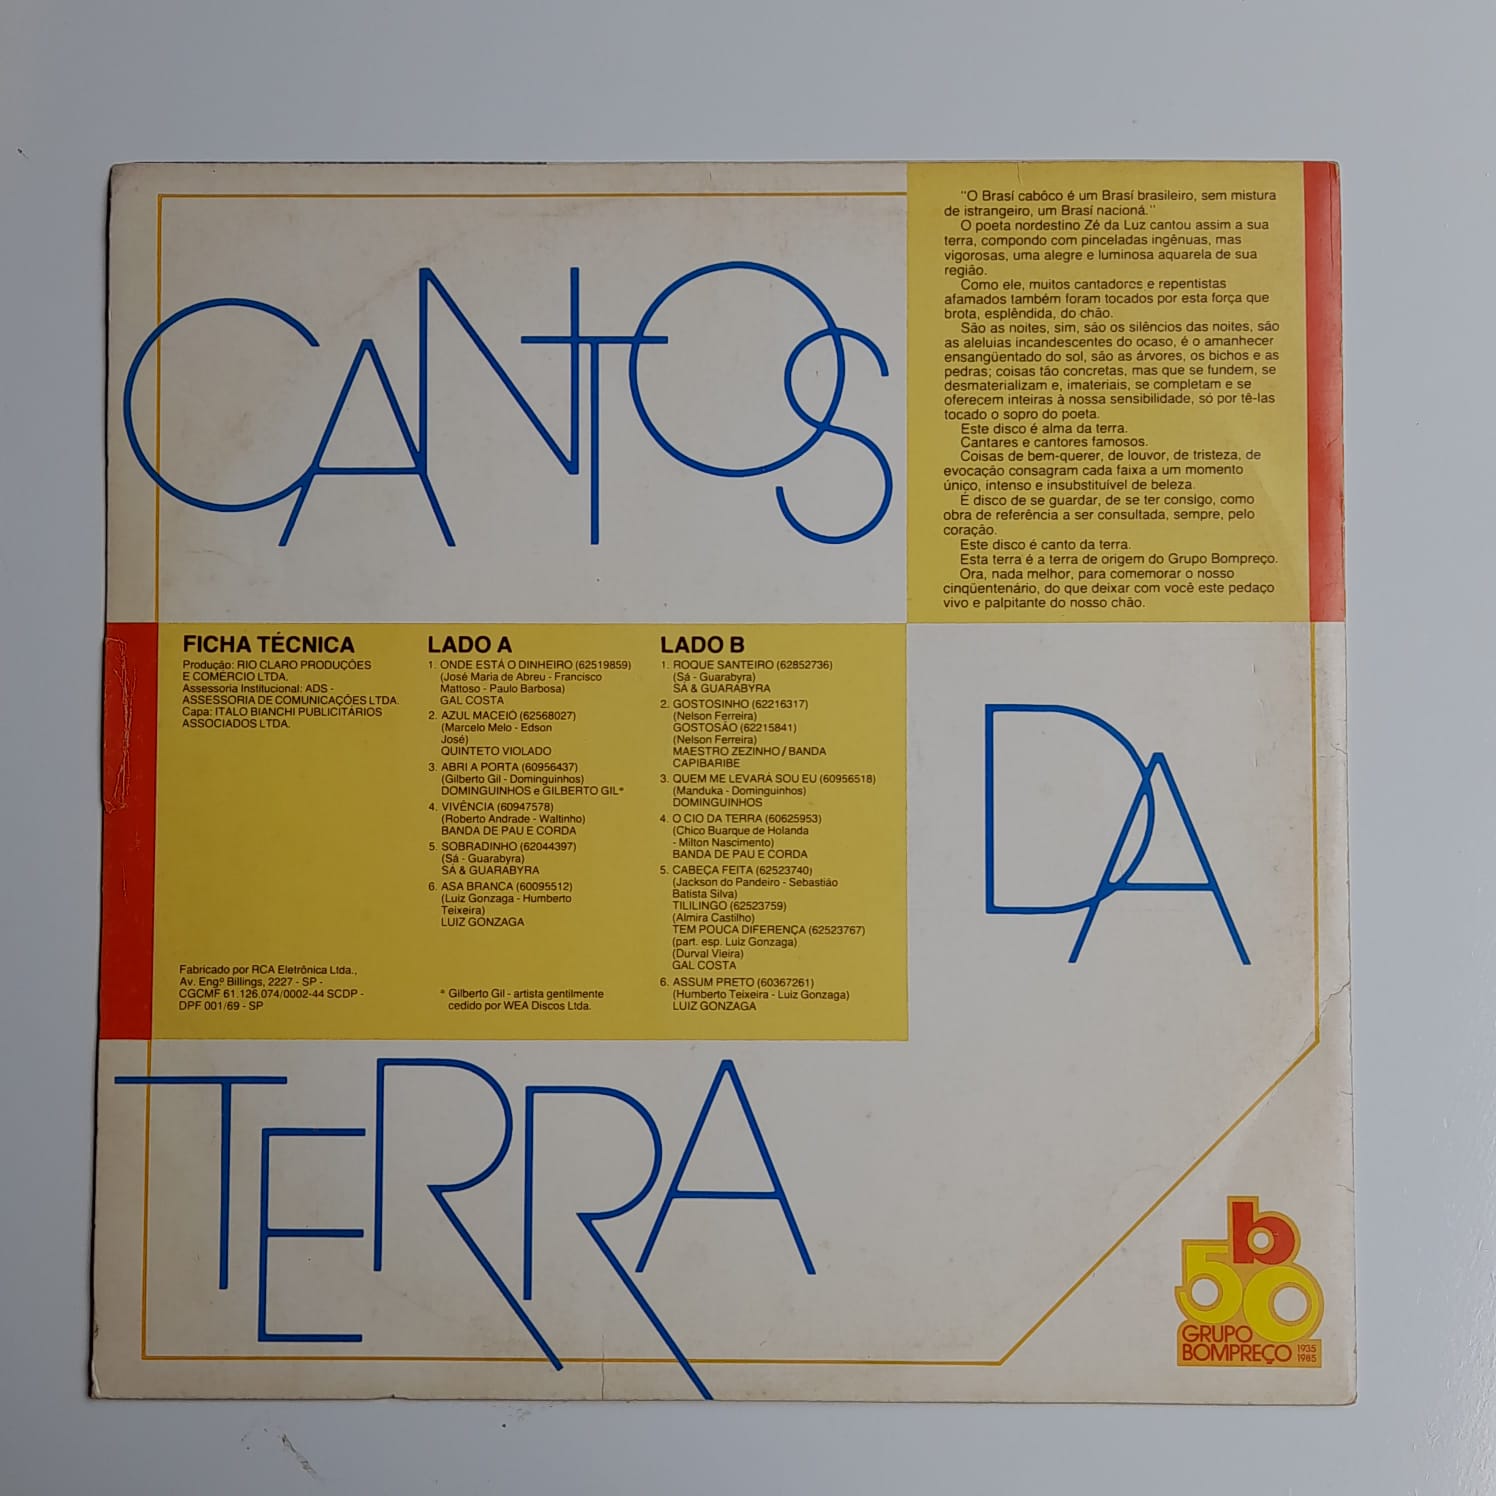 CANTOS
"O Brasí cabôco é um Brasí brasileiro, sem mistura
de istrangeiro, um Brasí nacioná."
O poeta nordestino Zé da Luz cantou assim a sua
terra, compondo com pinceladas ingênuas, mas
vigorosas, uma alegre e luminosa aquarela de sua
região.
Como ele, muitos cantadores e repentistas
afamados também foram tocados por esta força que
brota, esplêndida, do chão.
São as noites, sim, são os silêncios das noites, são
as aleluias incandescentes do ocaso, é o amanhecer
ensangüentado do sol, são as árvores, os bichos e as
pedras; coisas tão concretas, mas que se fundem, se
desmaterializam e, imateriais, se completam e se
oferecem inteiras à nossa sensibilidade, só por tê-las
tocado o sopro do poeta.
Este disco é alma da terra.
Cantares e cantores famosos.
Coisas de bem-querer, de louvor, de tristeza, de
evocação consagram cada faixa a um momento
único, intenso e insubstituível de beleza.
É disco de se guardar, de se ter consigo, como
obra de referência a ser consultada, sempre, pelo
coração.
Este disco é canto da terra.
Esta terra é a terra de origem do Grupo Bompreço.
Ora, nada melhor, para comemorar o nosso
cinqüentenário, do que deixar com você este pedaço
vivo e palpitante do nosso chão.
FICHA TÉCNICA
Produção: RIO CLARO PRODUÇÕES
E COMÉRCIO LTDA.
Assessoria Institucional: ADS -
ASSESSORIA DE COMUNICAÇÕES LTDA.
Capa: ITALO BIANCHI PUBLICITÁRIOS
ASSOCIADOS LTDA.
Fabricado por RCA Eletrônica Ltda.,
Av. Engº Billings, 2227 - SP -
CGCMF 61.126.074/0002-44 SCDP -
DPF 001/69 - SP
LADO A
1. ONDE ESTÁ O DINHEIRO (62519859)
(José Maria de Abreu - Francisco
Mattoso - Paulo Barbosa)
GAL COSTA
2. AZUL MACEIÓ (62568027)
(Marcelo Melo - Edson
José)
QUINTETO VIOLADO
3. ABRI A PORTA (60956437)
(Gilberto Gil - Dominguinhos)
DOMINGUINHOS e GILBERTO GIL*
4. VIVÊNCIA (60947578)
(Roberto Andrade - Waltinho)
BANDA DE PAU E CORDA
5. SOBRADINHO (62044397)
(Sá - Guarabyra)
SÁ & GUARABYRA
6. ASA BRANCA (60095512)
(Luiz Gonzaga - Humberto
Teixeira)
LUIZ GONZAGA
* Gilberto Gil - artista gentilmente
cedido por WEA Discos Ltda.
LADO B
1. ROQUE SANTEIRO (62852736)
(Sá - Guarabyra)
SÁ & GUARABYRA
2. GOSTOSINHO (62216317)
(Nelson Ferreira)
GOSTOSÃO (62215841)
(Nelson Ferreira)
MAESTRO ZEZINHO / BANDA
CAPIBARIBE
3. QUEM ME LEVARÁ SOU EU (60956518)
(Manduka - Dominguinhos)
DOMINGUINHOS
4. O CIO DA TERRA (60625953)
(Chico Buarque de Holanda
- Milton Nascimento)
BANDA DE PAU E CORDA
5. CABEÇA FEITA (62523740)
(Jackson do Pandeiro - Sebastião
Batista Silva)
TILILINGO (62523759)
(Almira Castilho)
TEM POUCA DIFERENÇA (62523767)
(part. esp. Luiz Gonzaga)
(Durval Vieira)
GAL COSTA
6. ASSUM PRETO (60367261)
(Humberto Teixeira - Luiz Gonzaga)
LUIZ GONZAGA
DA
TERRA
b
50
GRUPO
BOMPREÇO
1935
1985